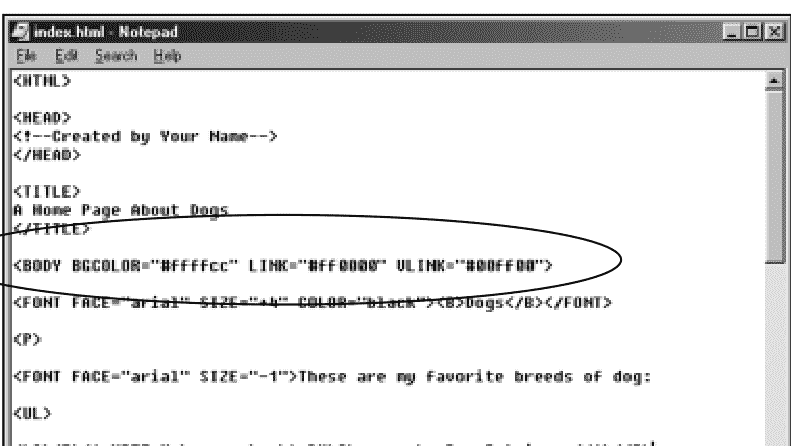 index.html - Notepad
File Edit Search Help
<HTML>
<HEAD>
<!--Created by Your Name-->
</HEAD>
<TITLE>
A Home Page About Dogs
</TITLE>
<BODY BGCOLOR="#ffffcc" LINK="#ff0000" VLINK="#00ff00">
<FONT FACE="arial" SIZE="+4" COLOR="black"><B>Dogs</B></FONT>
<P>
<FONT FACE="arial" SIZE="-1">These are my favorite breeds of dog:
<UL>